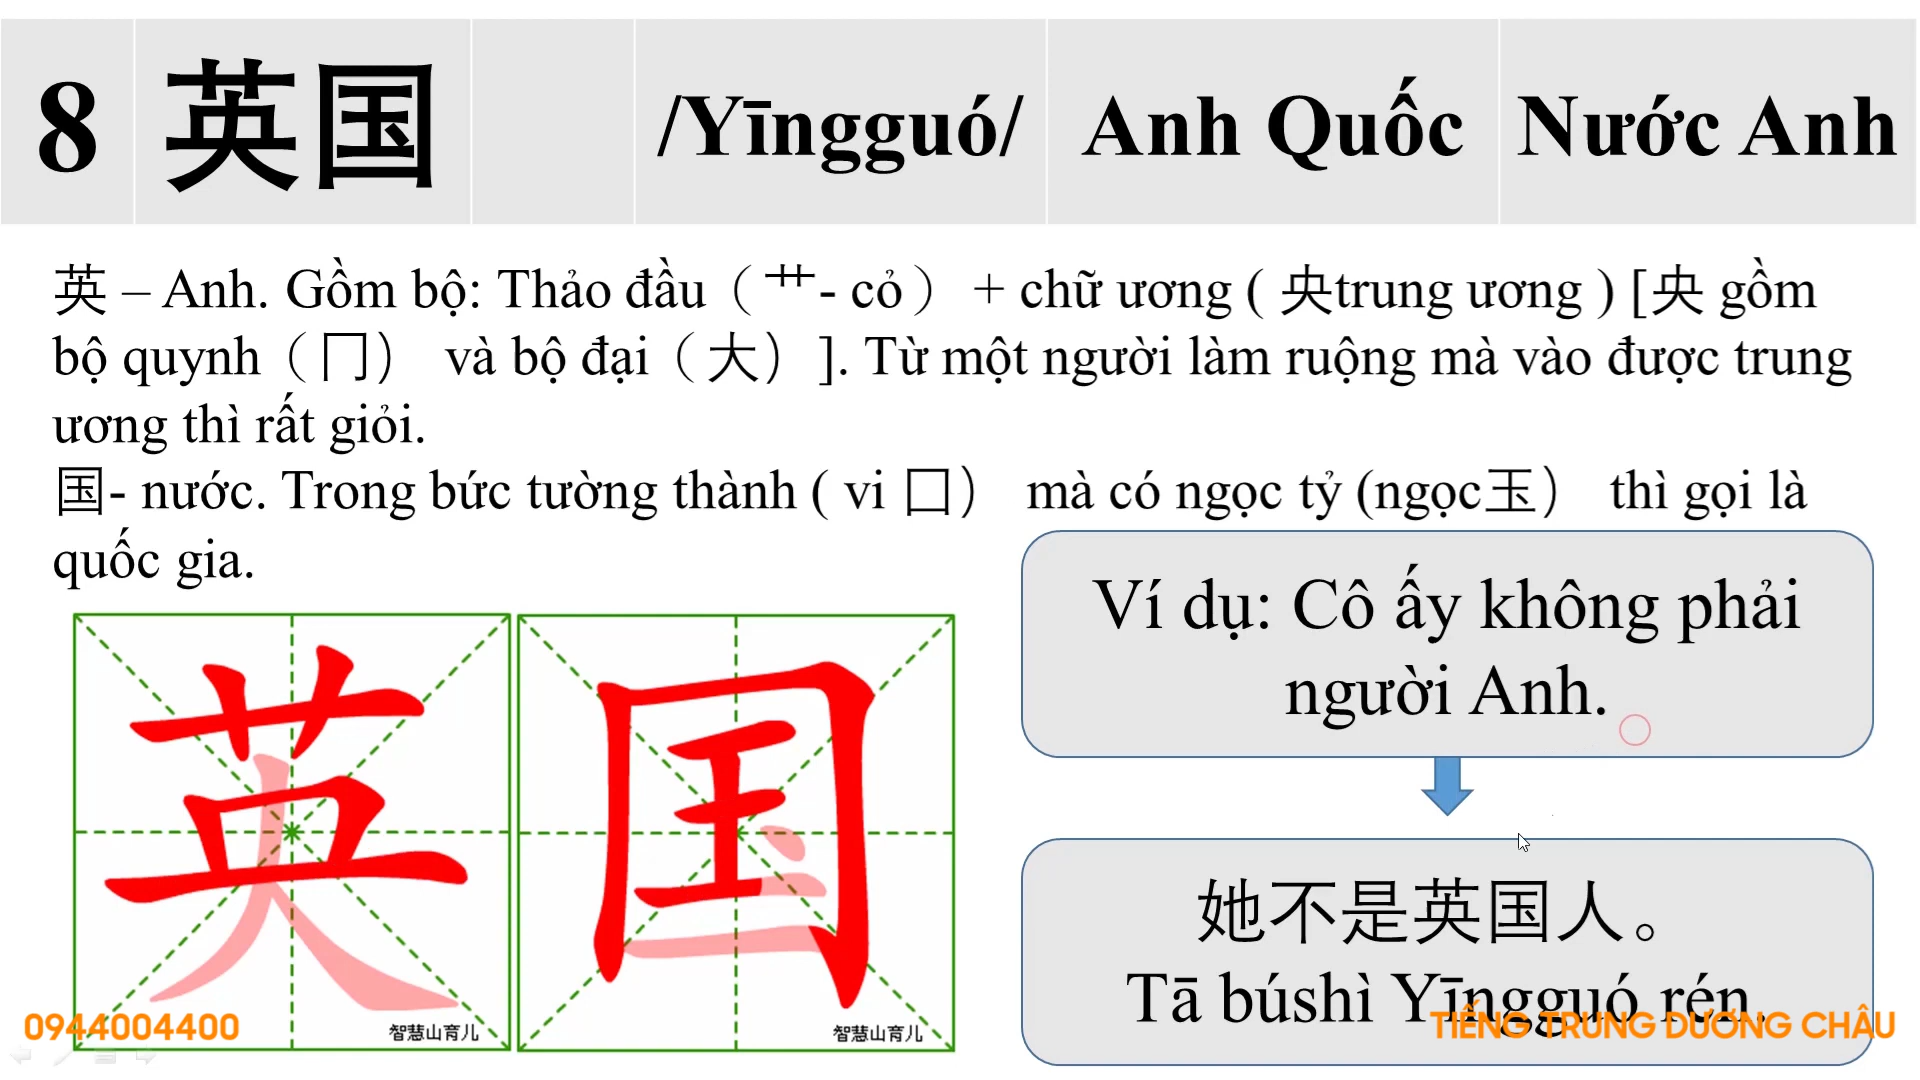 8 英国 /Yīngguó/ Anh Quốc Nước Anh
英 – Anh. Gồm bộ: Thảo đầu（艹- cỏ） + chữ ương ( 央trung ương ) [央 gồm
bộ quynh（冂） và bộ đại（大） ]. Từ một người làm ruộng mà vào được trung
ương thì rất giỏi.
国- nước. Trong bức tường thành ( vi 囗） mà có ngọc tỷ (ngọc玉） thì gọi là
quốc gia.
Ví dụ: Cô ấy không phải
người Anh.
英 国
她不是英国人。
Tā búshì Yīngguó rén.
0944004400
智慧山育儿 智慧山育儿
TIẾNG TRUNG DƯƠNG CHÂU